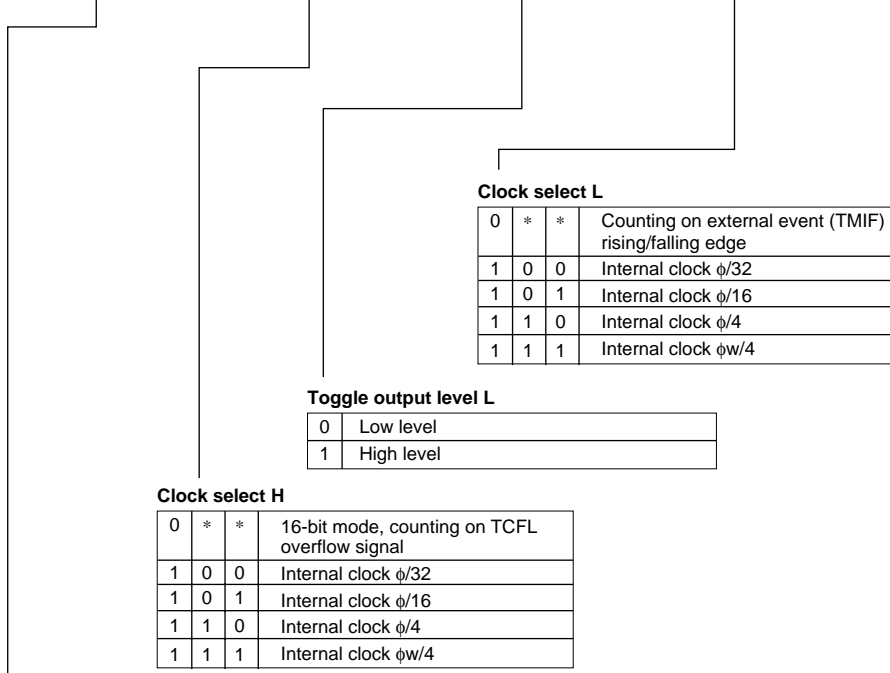 Clock select L
0 * * Counting on external event (TMIF)
rising/falling edge
1 0 0 Internal clock ϕ/32
1 0 1 Internal clock ϕ/16
1 1 0 Internal clock ϕ/4
1 1 1 Internal clock ϕw/4
Toggle output level L
0 Low level
1 High level
Clock select H
0 * * 16-bit mode, counting on TCFL
overflow signal
1 0 0 Internal clock ϕ/32
1 0 1 Internal clock ϕ/16
1 1 0 Internal clock ϕ/4
1 1 1 Internal clock ϕw/4